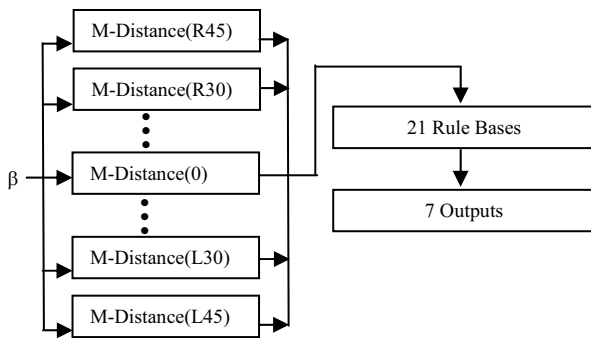 M-Distance(R45)
M-Distance(R30)
β
M-Distance(0)
M-Distance(L30)
M-Distance(L45)
21 Rule Bases
7 Outputs